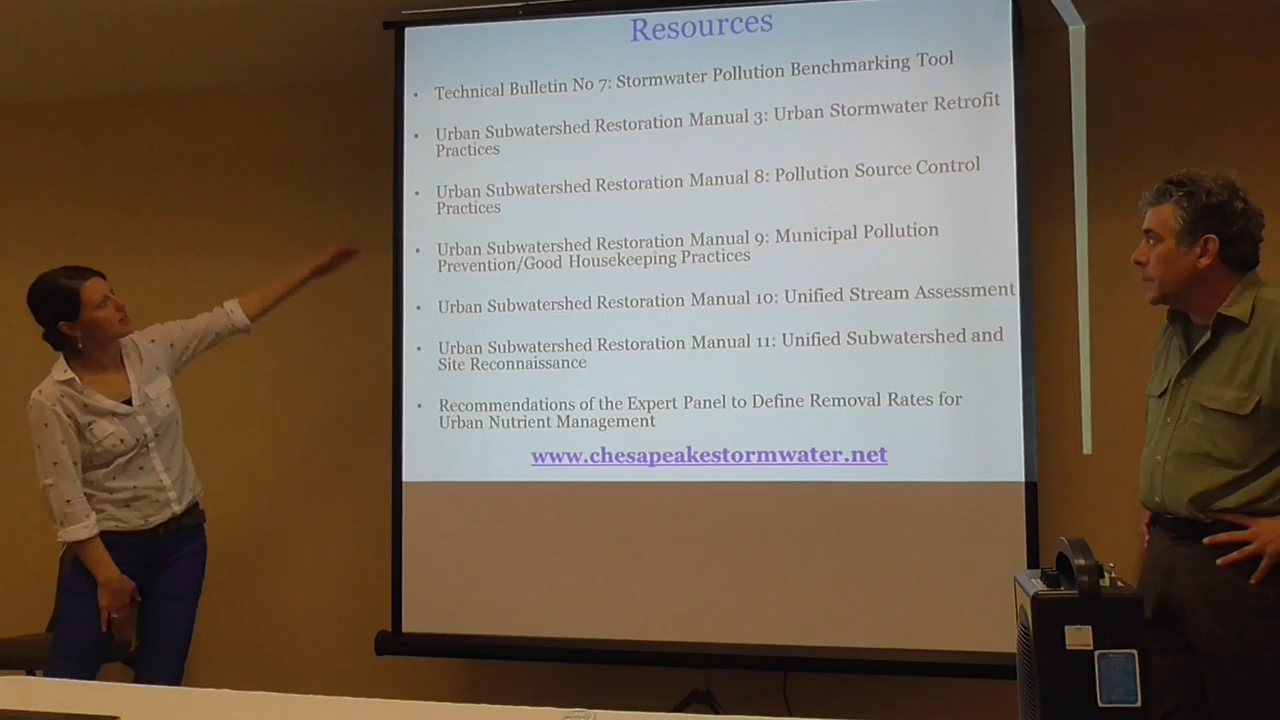 Resources
• Technical Bulletin No 7: Stormwater Pollution Benchmarking Tool
• Urban Subwatershed Restoration Manual 3: Urban Stormwater Retrofit
Practices
• Urban Subwatershed Restoration Manual 8: Pollution Source Control
Practices
• Urban Subwatershed Restoration Manual 9: Municipal Pollution
Prevention/Good Housekeeping Practices
• Urban Subwatershed Restoration Manual 10: Unified Stream Assessment
• Urban Subwatershed Restoration Manual 11: Unified Subwatershed and
Site Reconnaissance
• Recommendations of the Expert Panel to Define Removal Rates for
Urban Nutrient Management
www.chesapeakestormwater.net